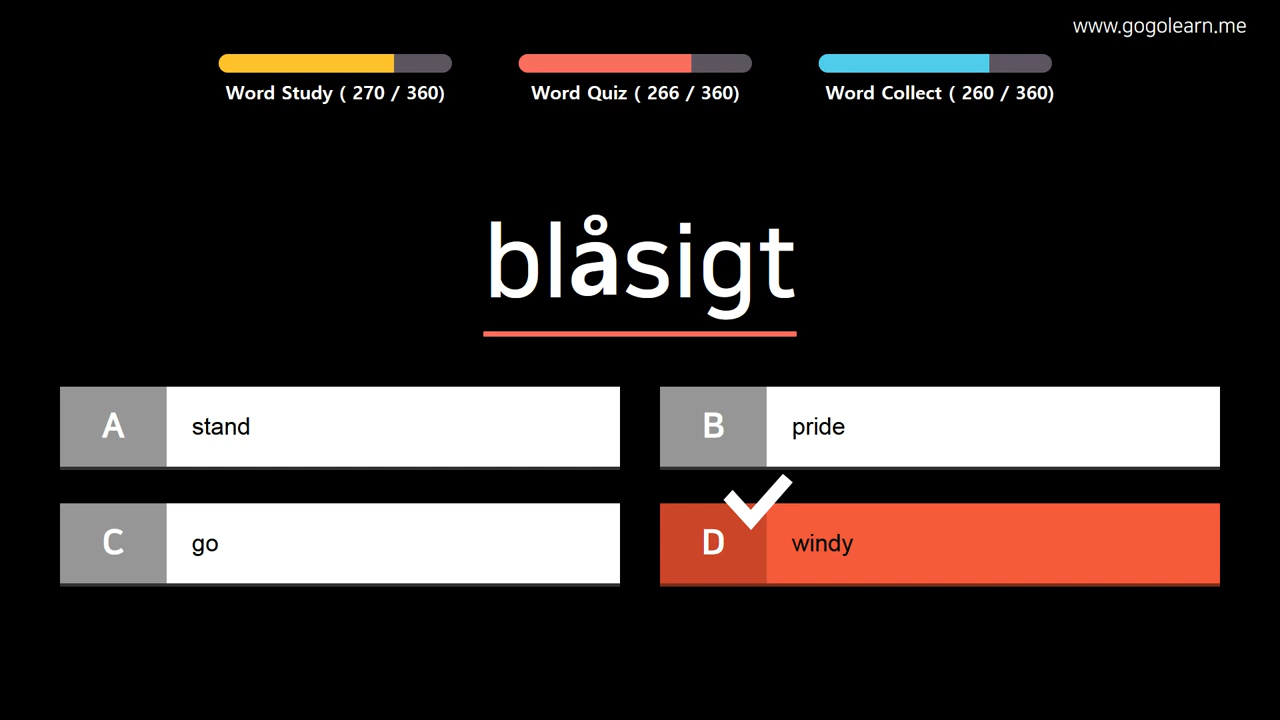 www.gogolearn.me
Word Study ( 270 / 360)
Word Quiz ( 266 / 360)
Word Collect ( 260 / 360)
blåsigt
A stand
B pride
C go
D windy